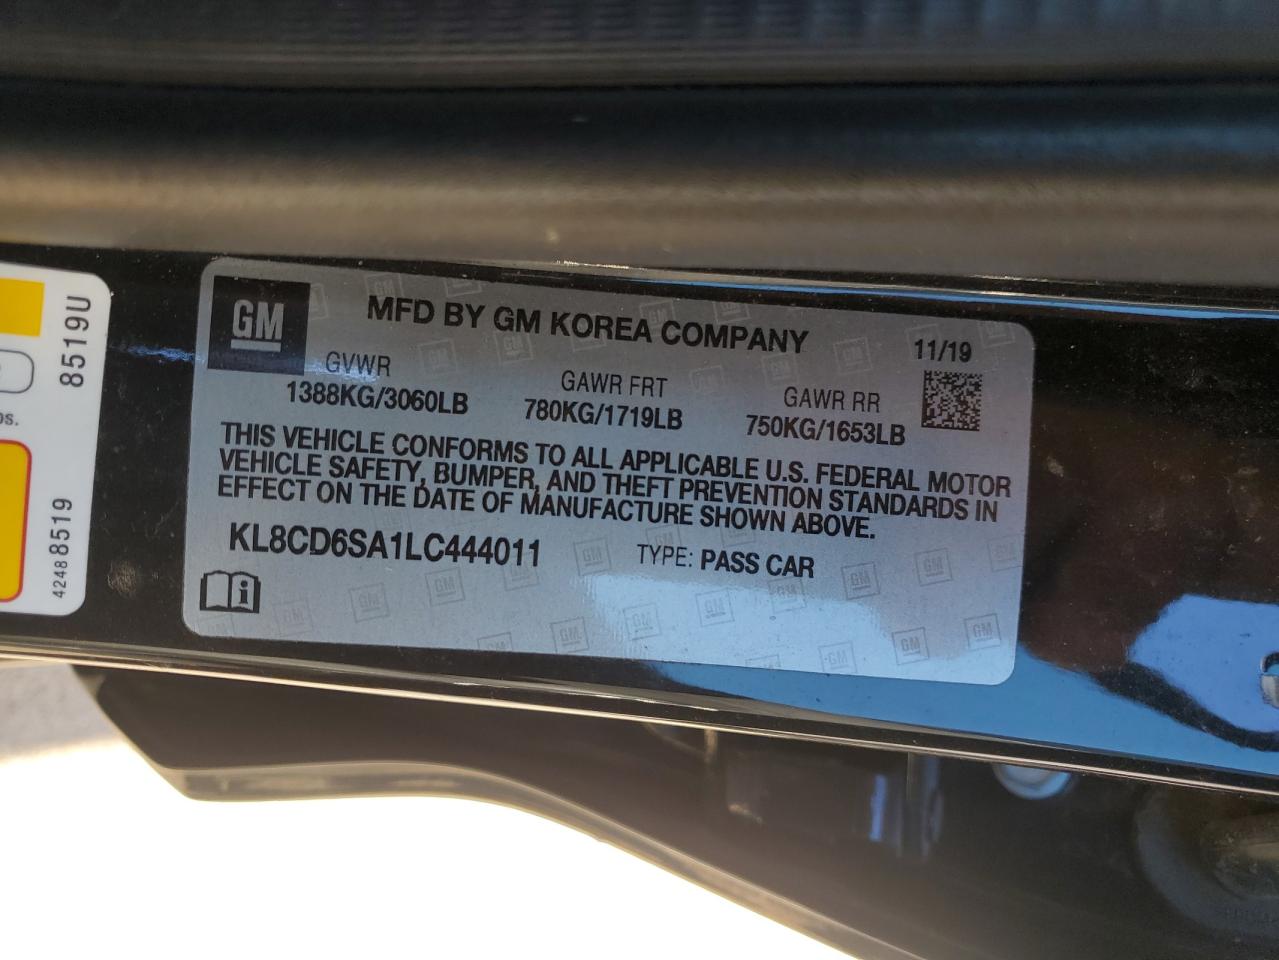 GM
MFD BY GM KOREA COMPANY
11/19
GVWR
1388KG/3060LB
GAWR FRT
780KG/1719LB
GAWR RR
750KG/1653LB
THIS VEHICLE CONFORMS TO ALL APPLICABLE U.S. FEDERAL MOTOR
VEHICLE SAFETY, BUMPER, AND THEFT PREVENTION STANDARDS IN
EFFECT ON THE DATE OF MANUFACTURE SHOWN ABOVE.
KL8CD6SA1LC444011
TYPE: PASS CAR
8519U
42488519